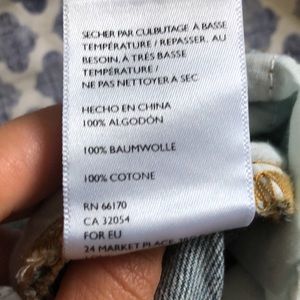 SECHER PAR CULBUTAGE À BASSE
TEMPÉRATURE / REPASSER, AU
BESOIN, À TRÈS BASSE
TEMPÉRATURE /
NE PAS NETTOYER A SEC
HECHO EN CHINA
100% ALGODÓN
100% BAUMWOLLE
100% COTONE
RN 66170
CA 32054
FOR EU
24 MARKET PLACE